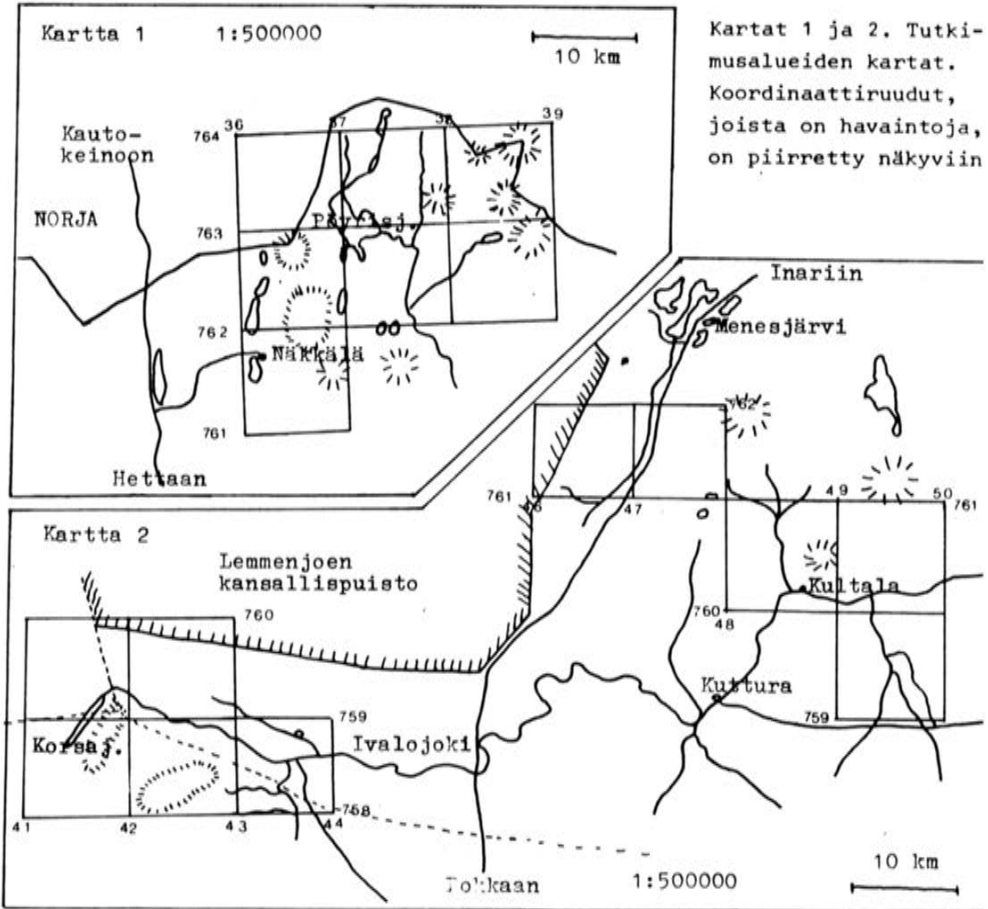 Kartta 1
1:500000
10 km
Kartat 1 ja 2. Tutki-
musalueiden kartat.
Koordinaattiruudut,
joista on havaintoja,
on piirretty näkyviin
36
37
38
39
764
Kauto-
keinoon
NORJA
763
Pöyrisj.
762
Näkkälä
761
Hettaan
Inariin
Menesjärvi
762
761
47
49
50
761
Kartta 2
Lemmenjoen
kansallispuisto
Kultala
760
760
48
Kuttura
759
759
Korsa
Ivalojoki
758
41
42
43
44
10 km
1:500000